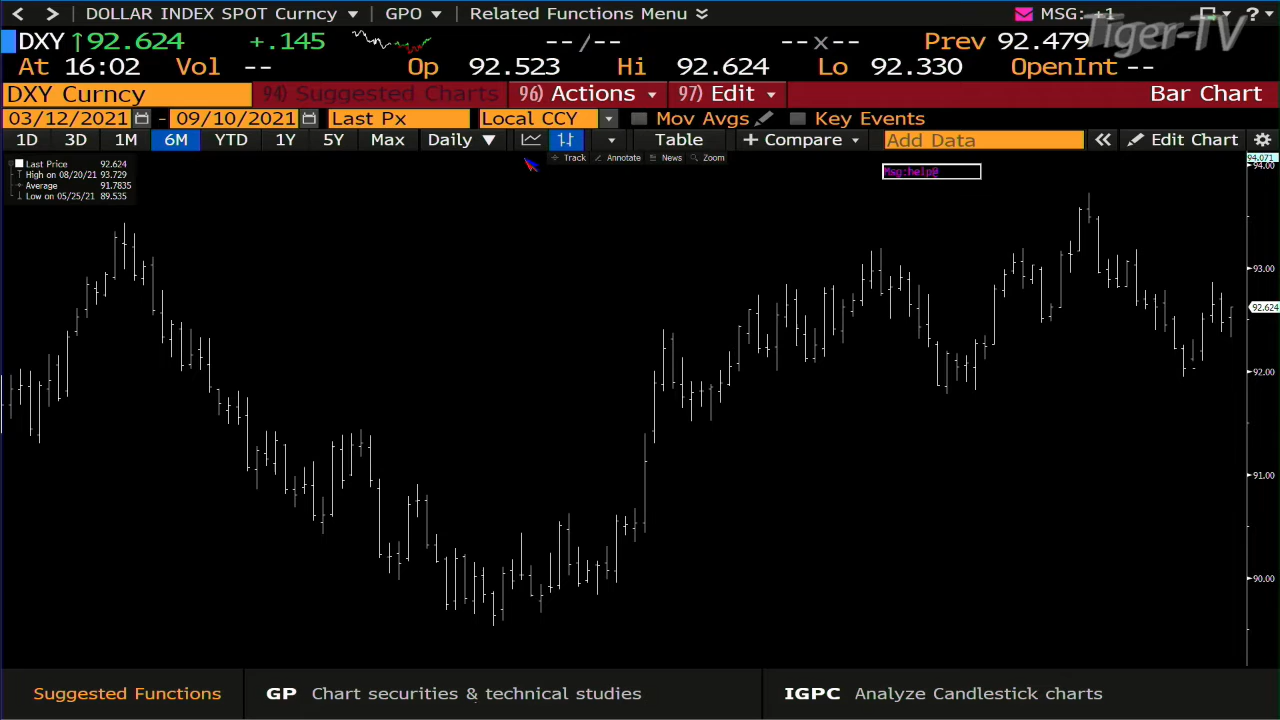 DOLLAR INDEX SPOT Curncy GPO Related Functions Menu MSG: +1 ?
Tiger-TV
DXY ↑92.624 +.145 --/-- --x-- Prev 92.479
At 16:02 Vol -- Op 92.523 Hi 92.624 Lo 92.330 OpenInt --
DXY Curncy 94) Suggested Charts 96) Actions 97) Edit Bar Chart
03/12/2021 - 09/10/2021 Last Px Local CCY Mov Avgs Key Events
1D 3D 1M 6M YTD 1Y 5Y Max Daily ▼ Table + Compare Add Data « Edit Chart
Track Annotate News Zoom
Last Price 92.624
High on 08/20/21 93.729
Average 91.7835
Low on 05/25/21 89.535
Msg:help@
94.071
94.00
93.00
92.624
92.00
91.00
90.00
Suggested Functions GP Chart securities & technical studies IGPC Analyze Candlestick charts